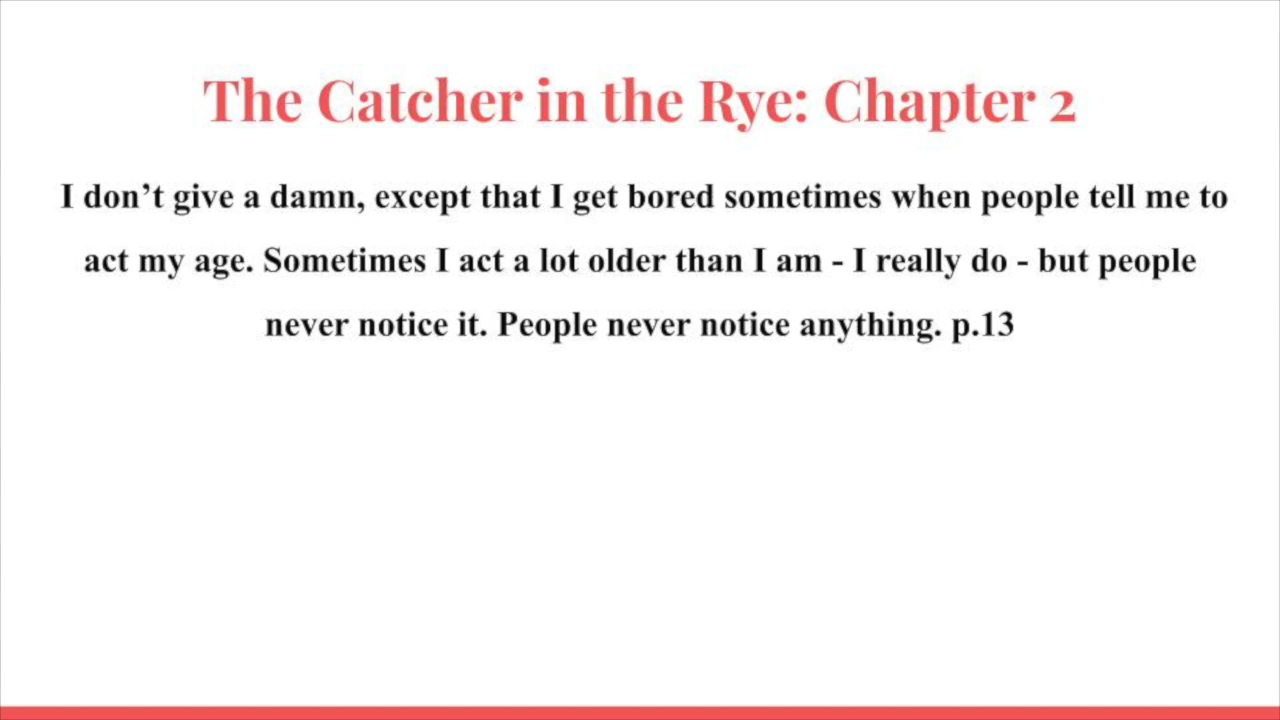 The Catcher in the Rye: Chapter 2
I don’t give a damn, except that I get bored sometimes when people tell me to
act my age. Sometimes I act a lot older than I am - I really do - but people
never notice it. People never notice anything. p.13